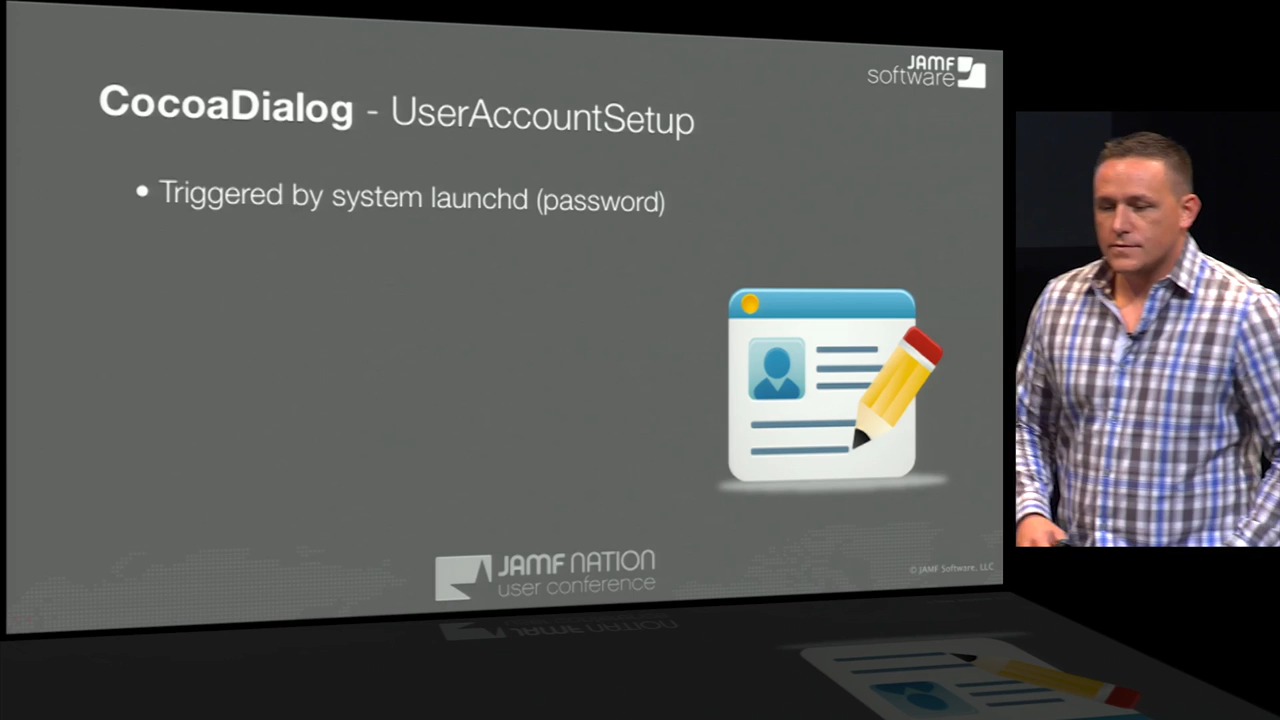 JAMF
software
CocoaDialog - UserAccountSetup
• Triggered by system launchd (password)
JAMF NATION
user conference
© JAMF Software, LLC